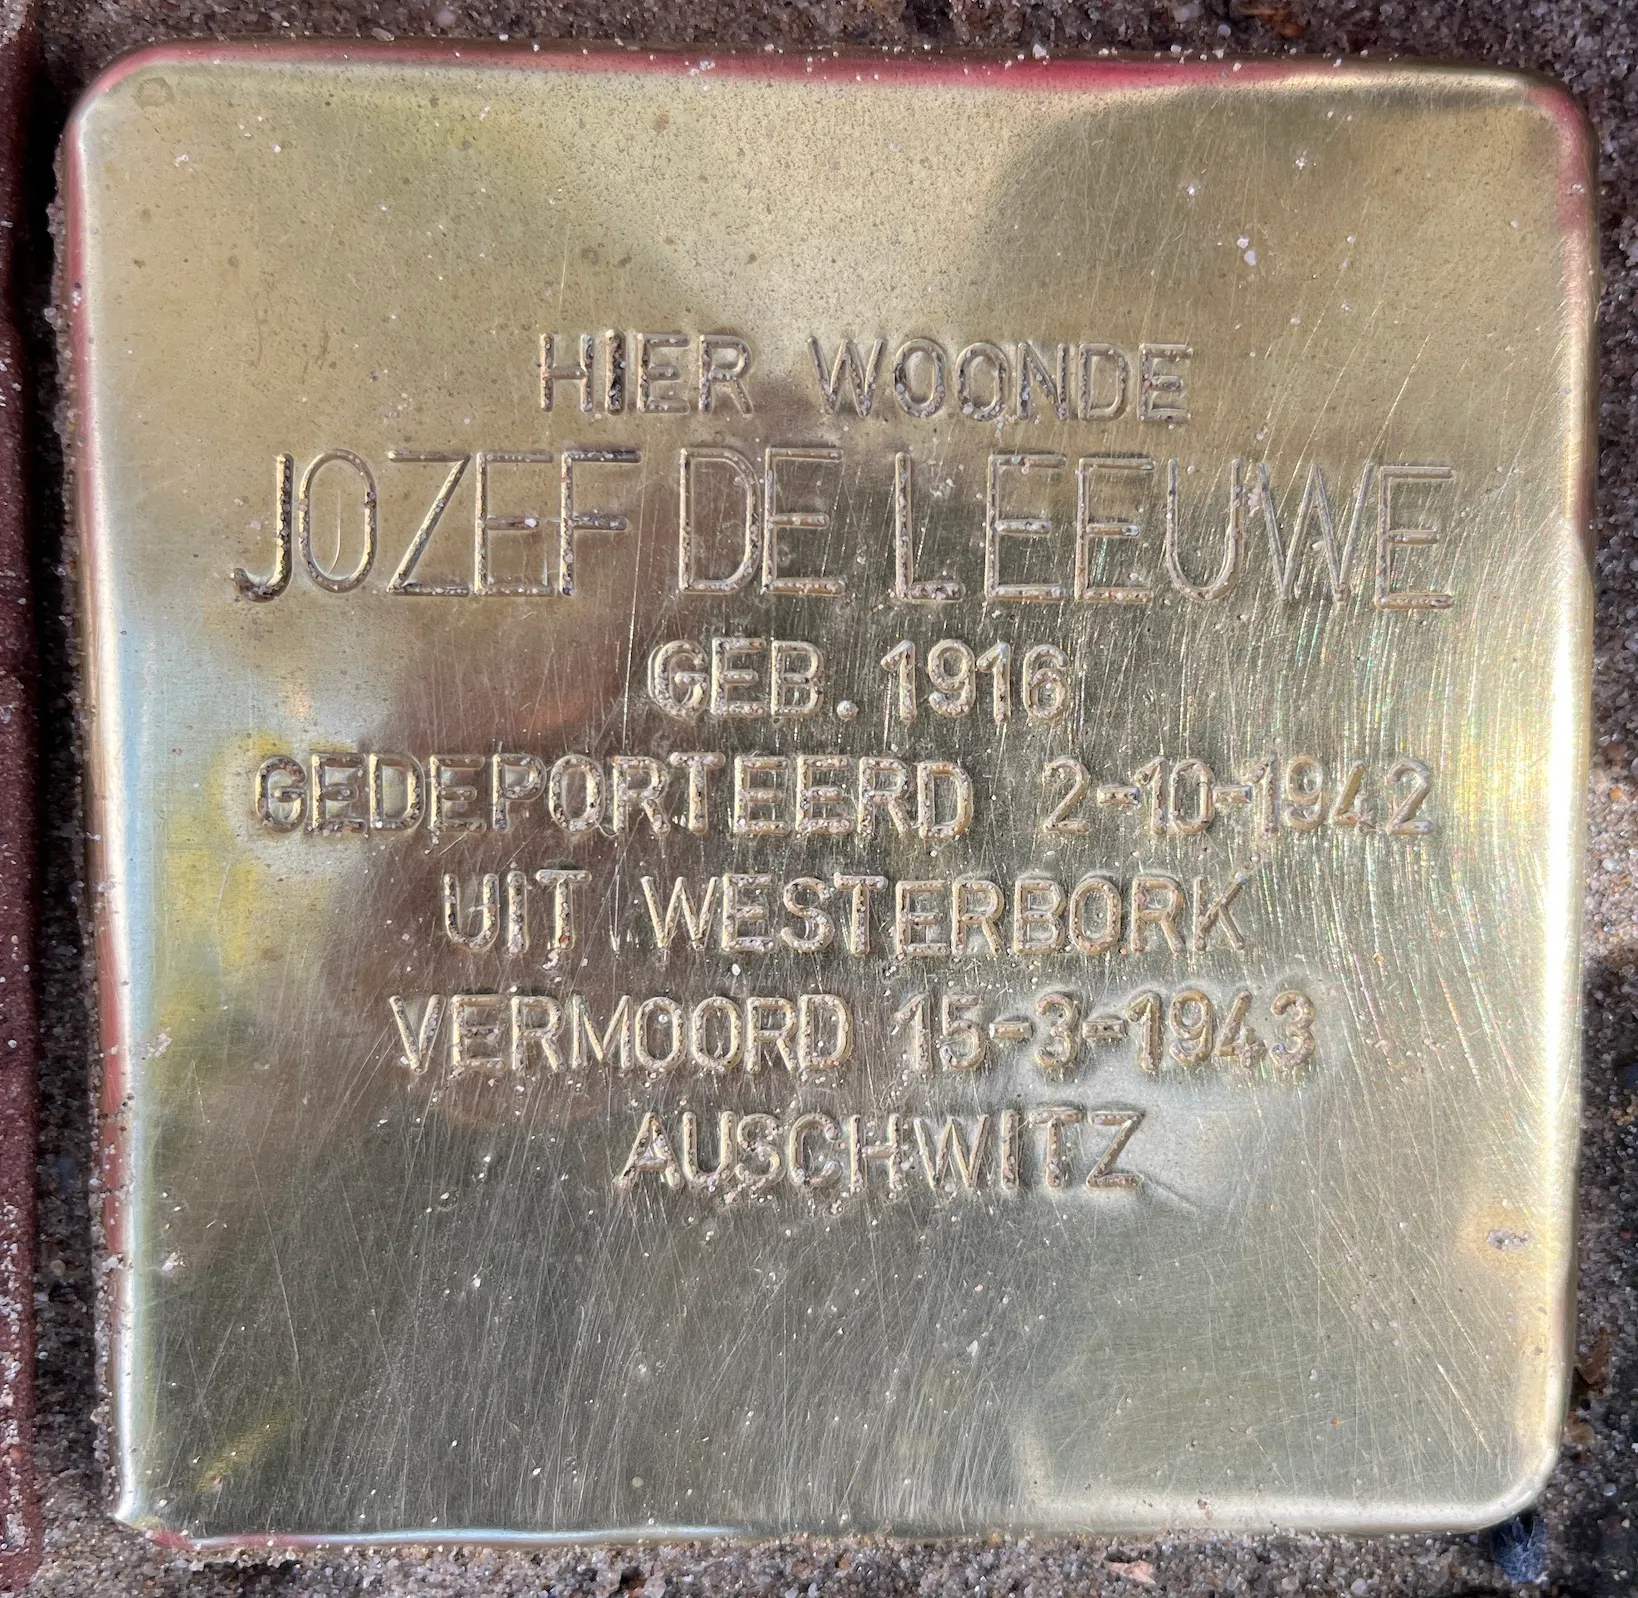 HIER WOONDE
JOZEF DE LEEUWE
GEB. 1916
GEDEPORTEERD 2-10-1942
UIT WESTERBORK
VERMOORD 15-3-1943
AUSCHWITZ